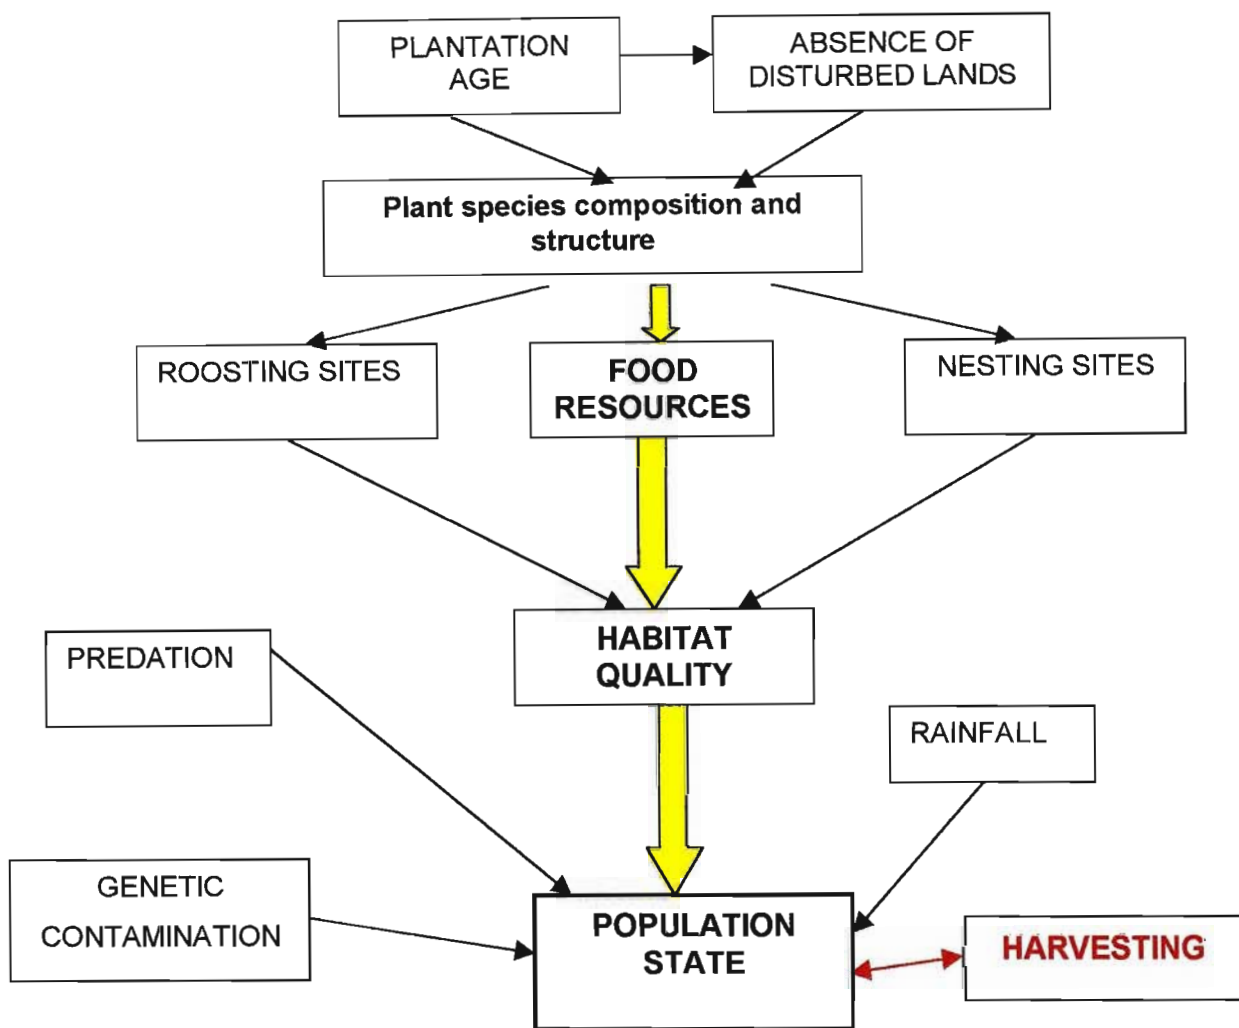 PLANTATION
AGE
ABSENCE OF
DISTURBED LANDS
Plant species composition and
structure
ROOSTING SITES
FOOD
RESOURCES
NESTING SITES
HABITAT
QUALITY
PREDATION
RAINFALL
GENETIC
CONTAMINATION
POPULATION
STATE
HARVESTING